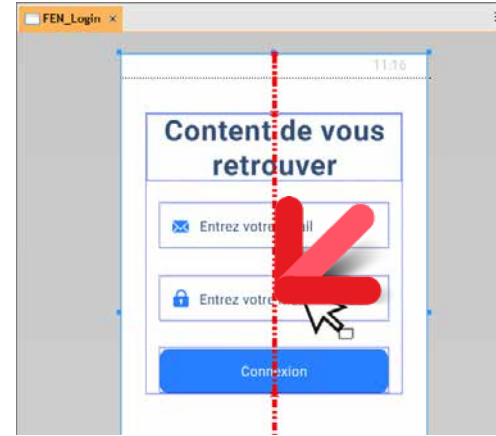 FEN_Login ×
11:16
Content de vous
retrouver
Entrez votre
Entrez votre
Connexion